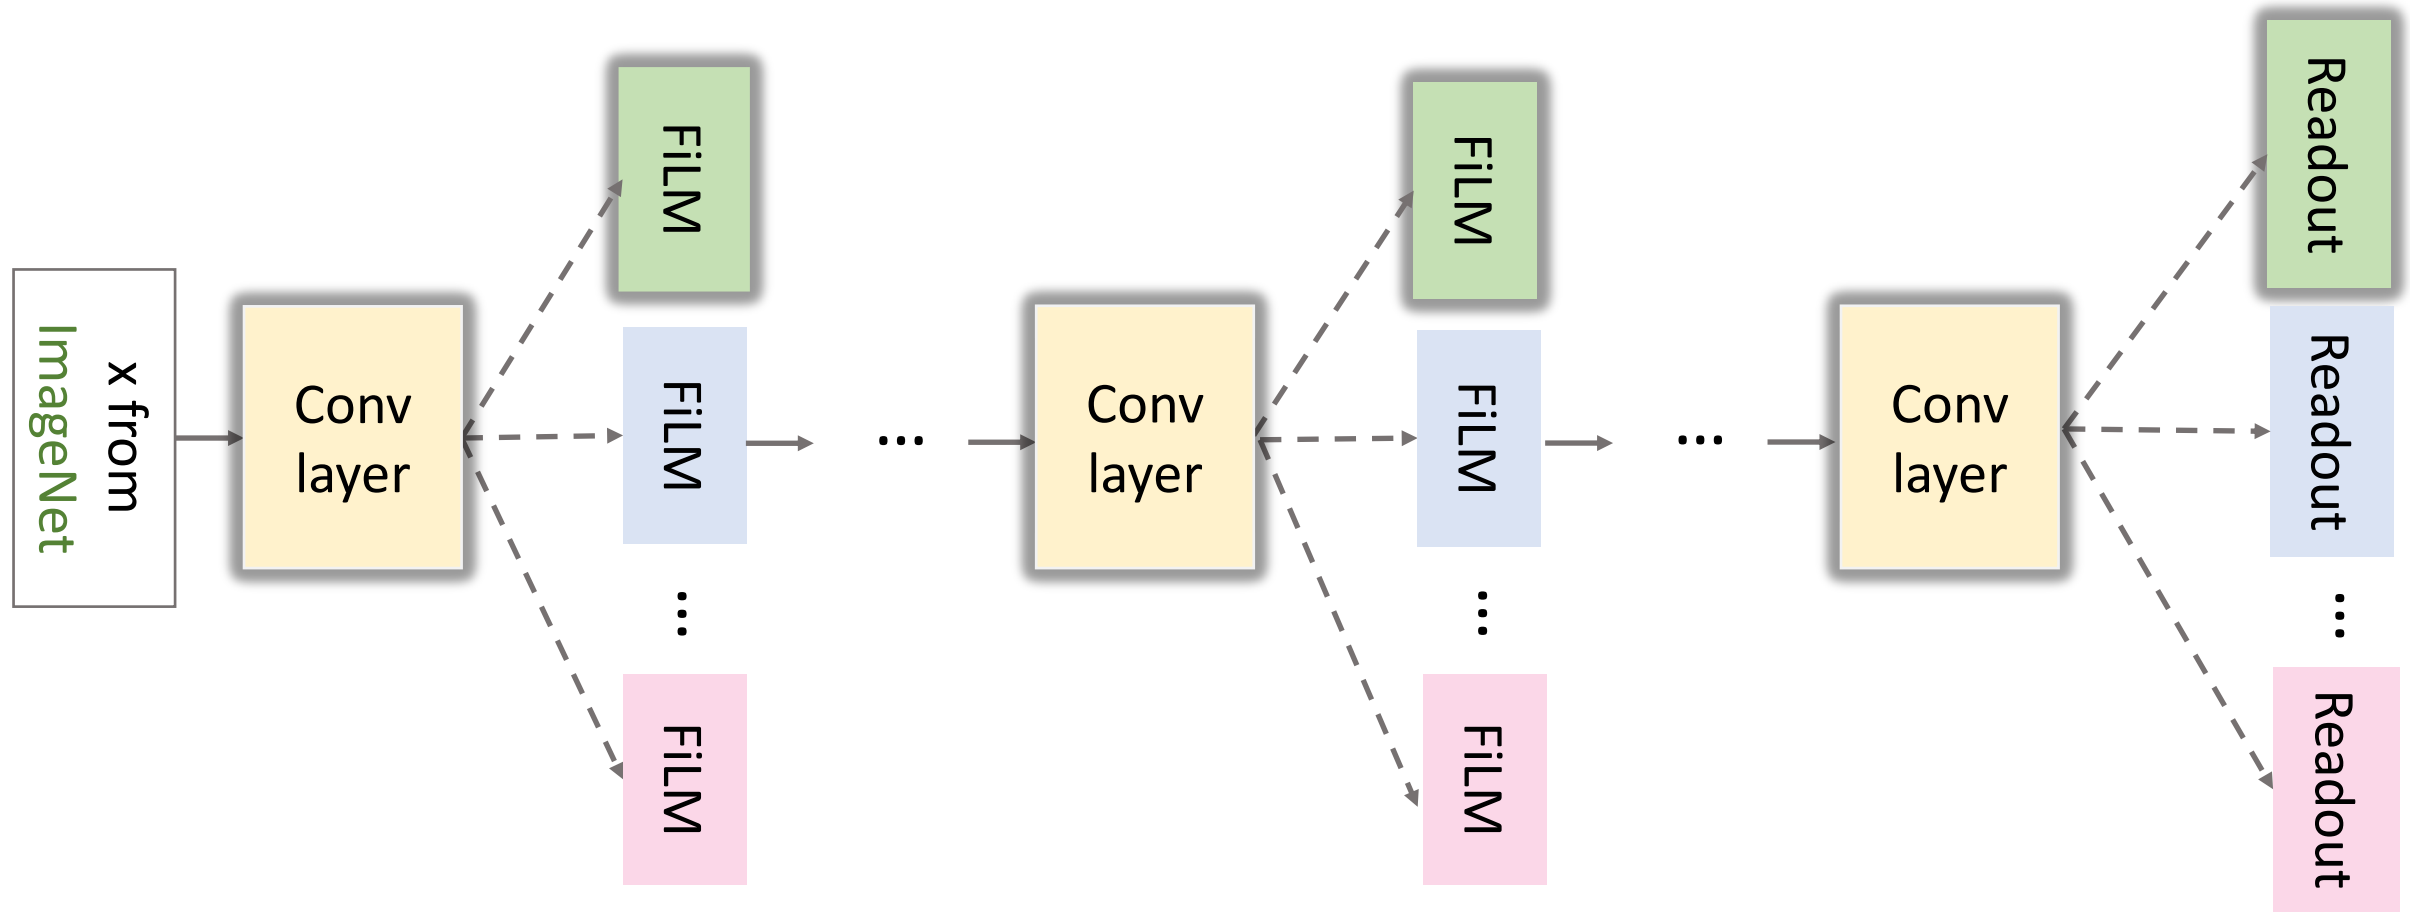 x from
ImageNet
Conv
layer
FiLM
FiLM
...
FiLM
...
Conv
layer
FiLM
FiLM
...
FiLM
...
Conv
layer
Readout
Readout
...
Readout